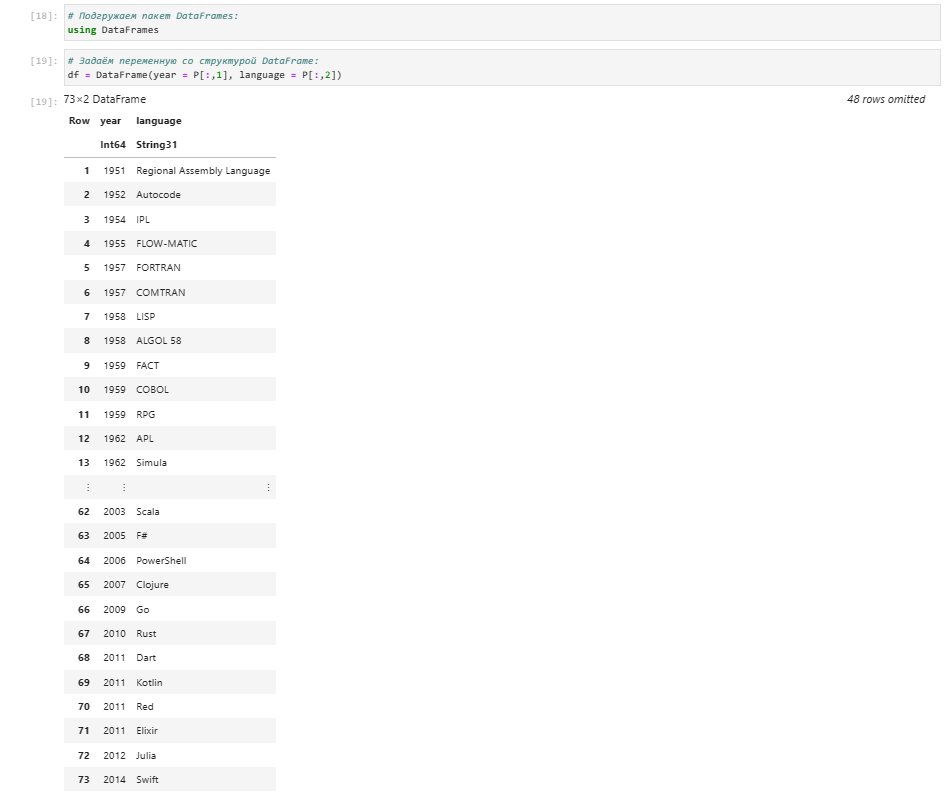 [18]: # Подгружаем пакет DataFrames:
using DataFrames
[19]: # Задаём переменную со структурой DataFrame:
df = DataFrame(year = P[:,1], language = P[:,2])
[19]: 73×2 DataFrame 48 rows omitted
Row year language
Int64 String31
1 1951 Regional Assembly Language
2 1952 Autocode
3 1954 IPL
4 1955 FLOW-MATIC
5 1957 FORTRAN
6 1957 COMTRAN
7 1958 LISP
8 1958 ALGOL 58
9 1959 FACT
10 1959 COBOL
11 1959 RPG
12 1962 APL
13 1962 Simula
⋮ ⋮ ⋮
62 2003 Scala
63 2005 F#
64 2006 PowerShell
65 2007 Clojure
66 2009 Go
67 2010 Rust
68 2011 Dart
69 2011 Kotlin
70 2011 Red
71 2011 Elixir
72 2012 Julia
73 2014 Swift